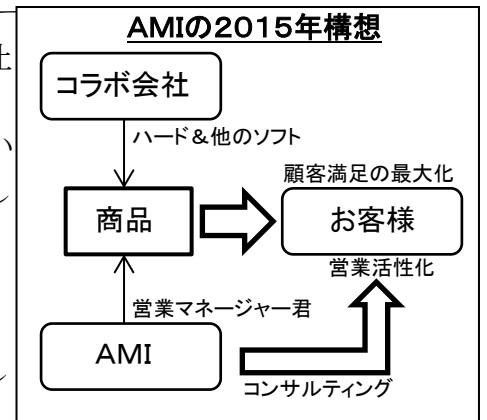 AMIの2015年構想
コラボ会社
ハード＆他のソフト
顧客満足の最大化
商品
お客様
営業活性化
営業マネージャー君
AMI
コンサルティング